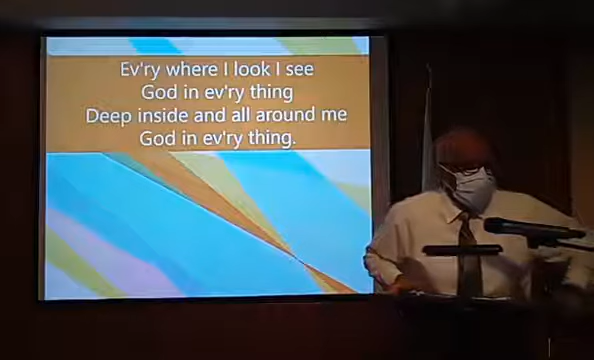 Ev'ry where I look I see
God in ev'ry thing
Deep inside and all around me
God in ev'ry thing.